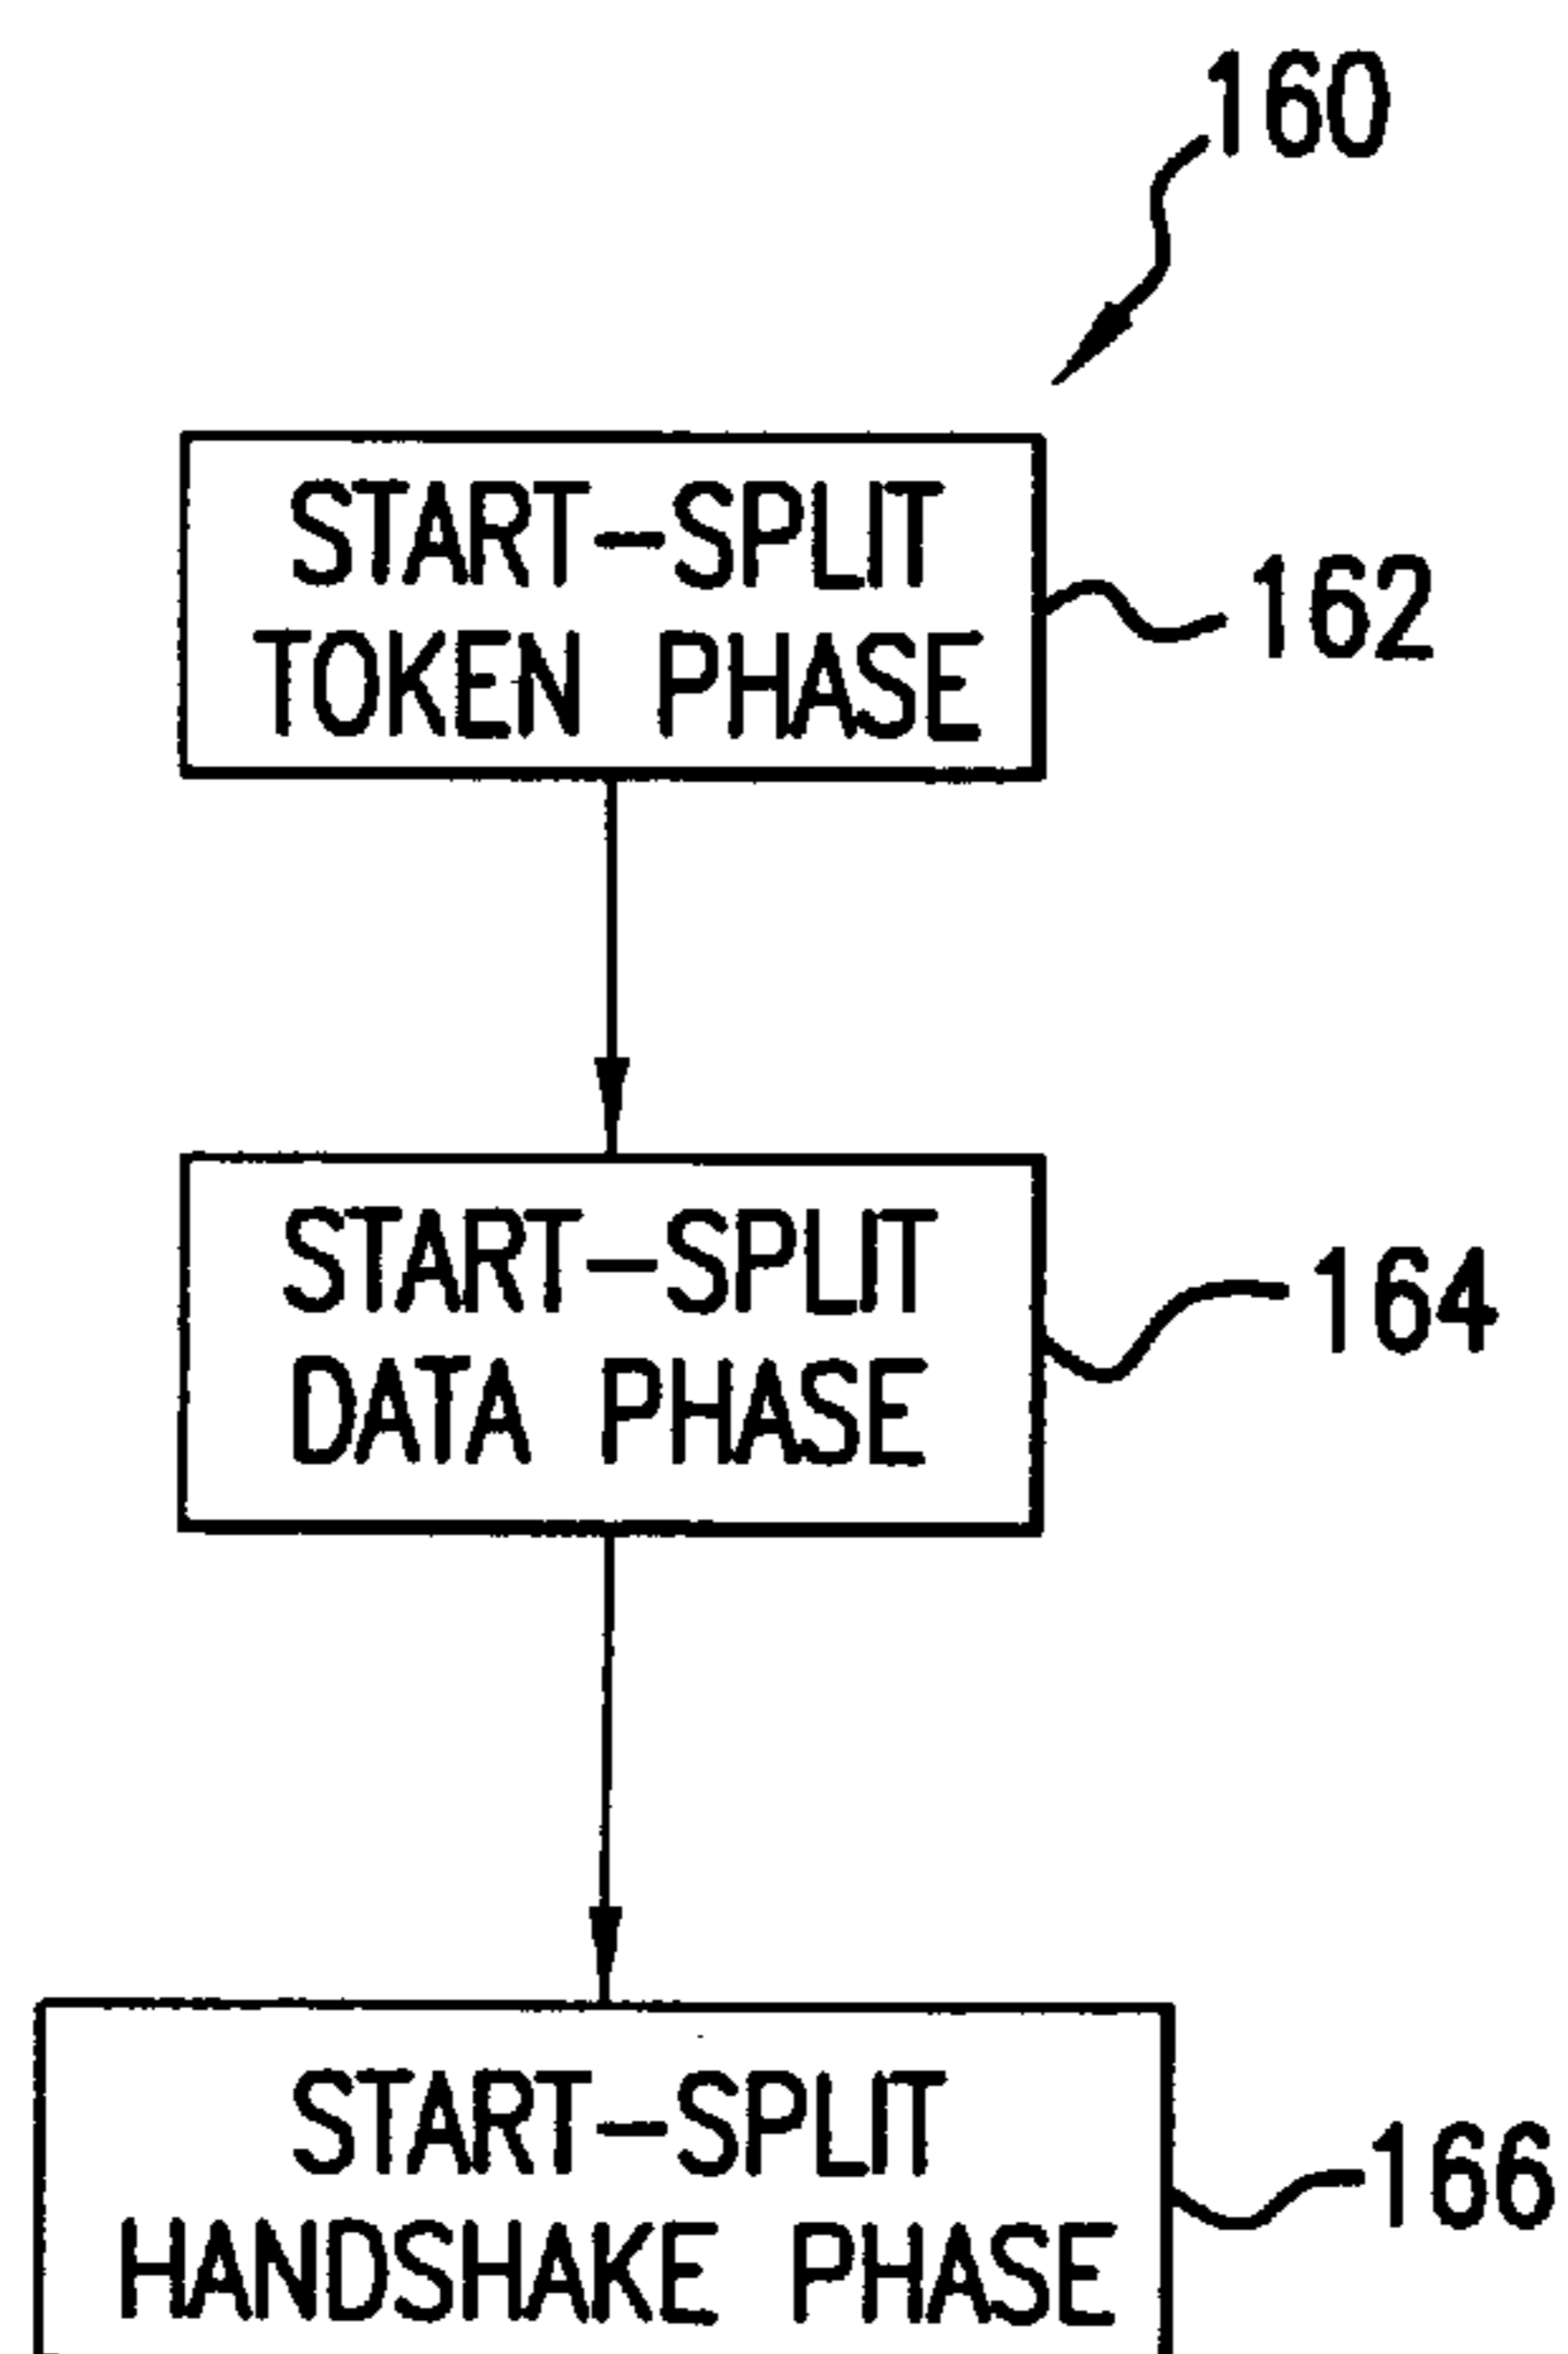 160
START-SPLIT
TOKEN PHASE
162
START-SPLIT
DATA PHASE
164
START-SPLIT
HANDSHAKE PHASE
166